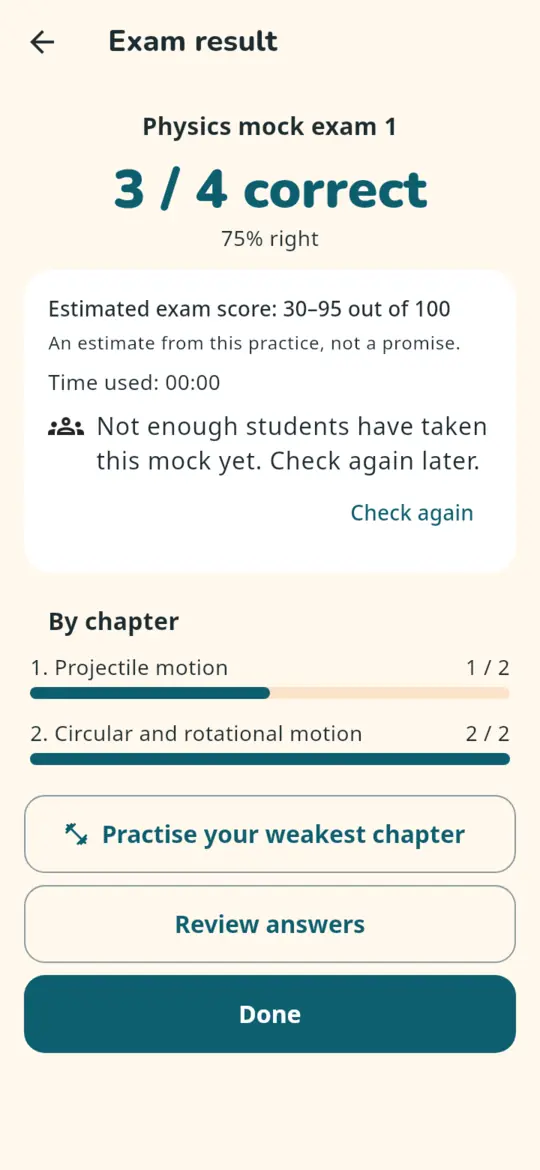 Exam result
Physics mock exam 1
3 / 4 correct
75% right
Estimated exam score: 30–95 out of 100
An estimate from this practice, not a promise.
Time used: 00:00
Not enough students have taken
this mock yet. Check again later.
Check again
By chapter
1. Projectile motion 1 / 2
2. Circular and rotational motion 2 / 2
Practise your weakest chapter
Review answers
Done